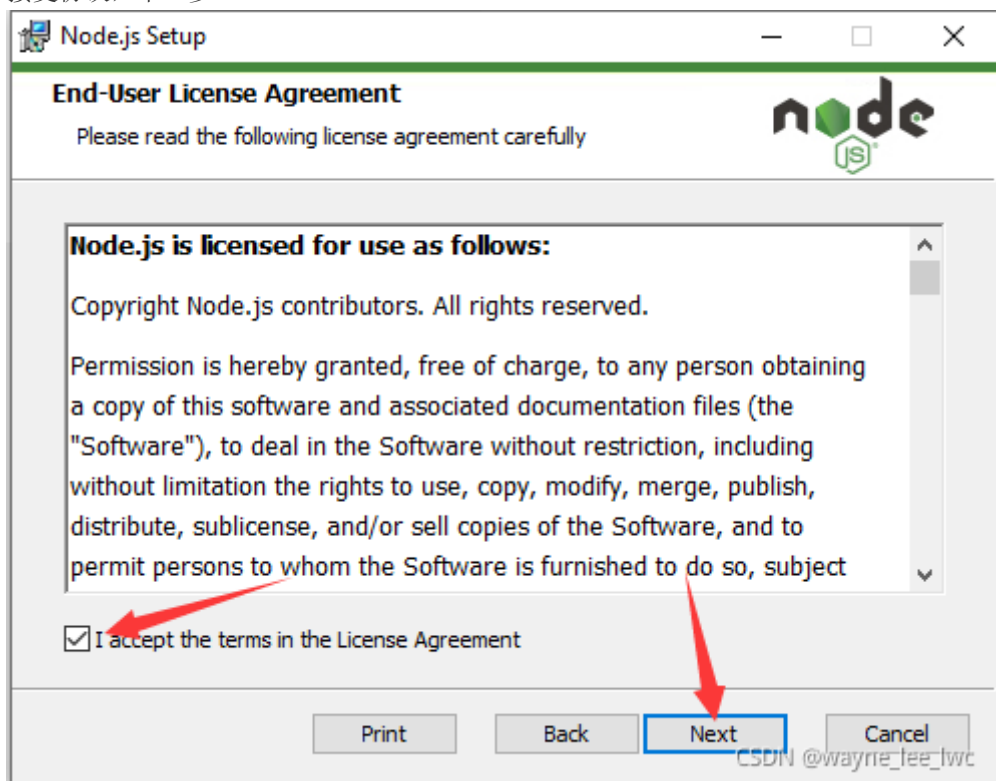 Node.js Setup
End-User License Agreement
Please read the following license agreement carefully
node
JS
Node.js is licensed for use as follows:
Copyright Node.js contributors. All rights reserved.
Permission is hereby granted, free of charge, to any person obtaining
a copy of this software and associated documentation files (the
"Software"), to deal in the Software without restriction, including
without limitation the rights to use, copy, modify, merge, publish,
distribute, sublicense, and/or sell copies of the Software, and to
permit persons to whom the Software is furnished to do so, subject
I accept the terms in the License Agreement
Print Back Next Cancel
CSDN @wayne_lee_lwc